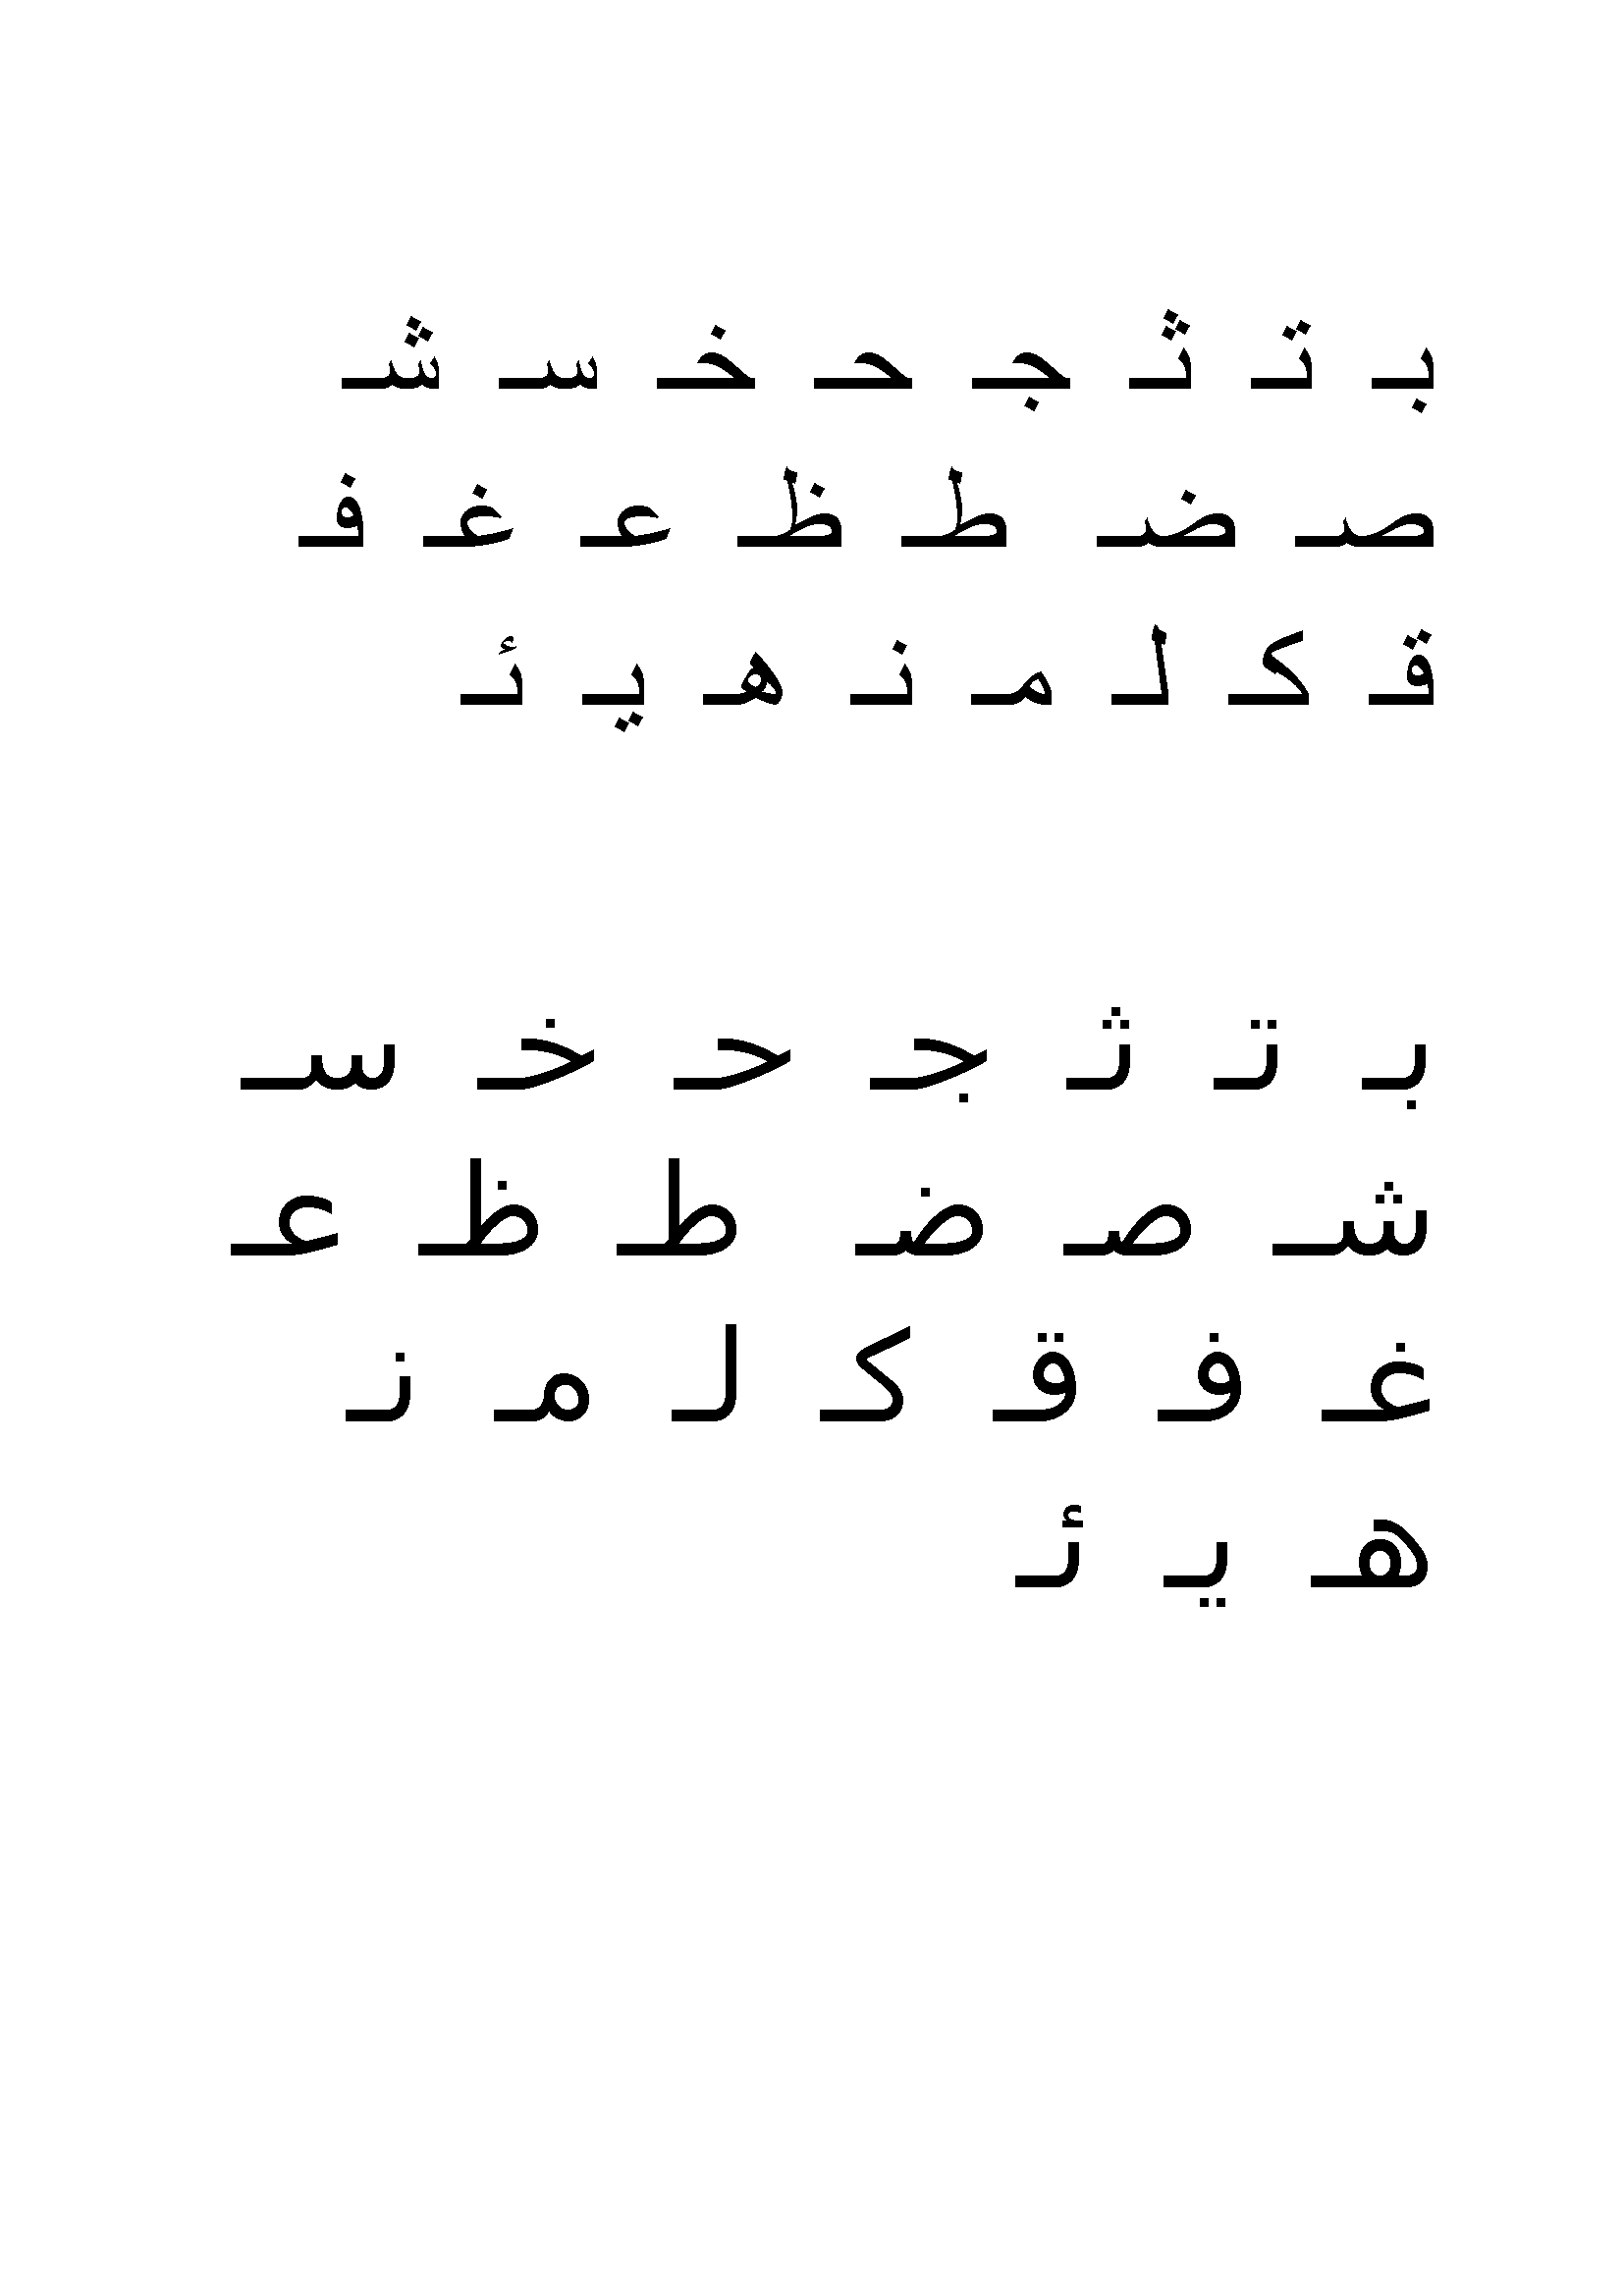 بـ تـ ثـ جـ حـ خـ سـ شـ
صـ ضـ طـ ظـ عـ غـ فـ
قـ كـ لـ مـ نـ هـ يـ ئـ
بـ تـ ثـ جـ حـ خـ سـ
شـ صـ ضـ طـ ظـ عـ
غـ فـ قـ كـ لـ مـ نـ
هـ يـ ئـ